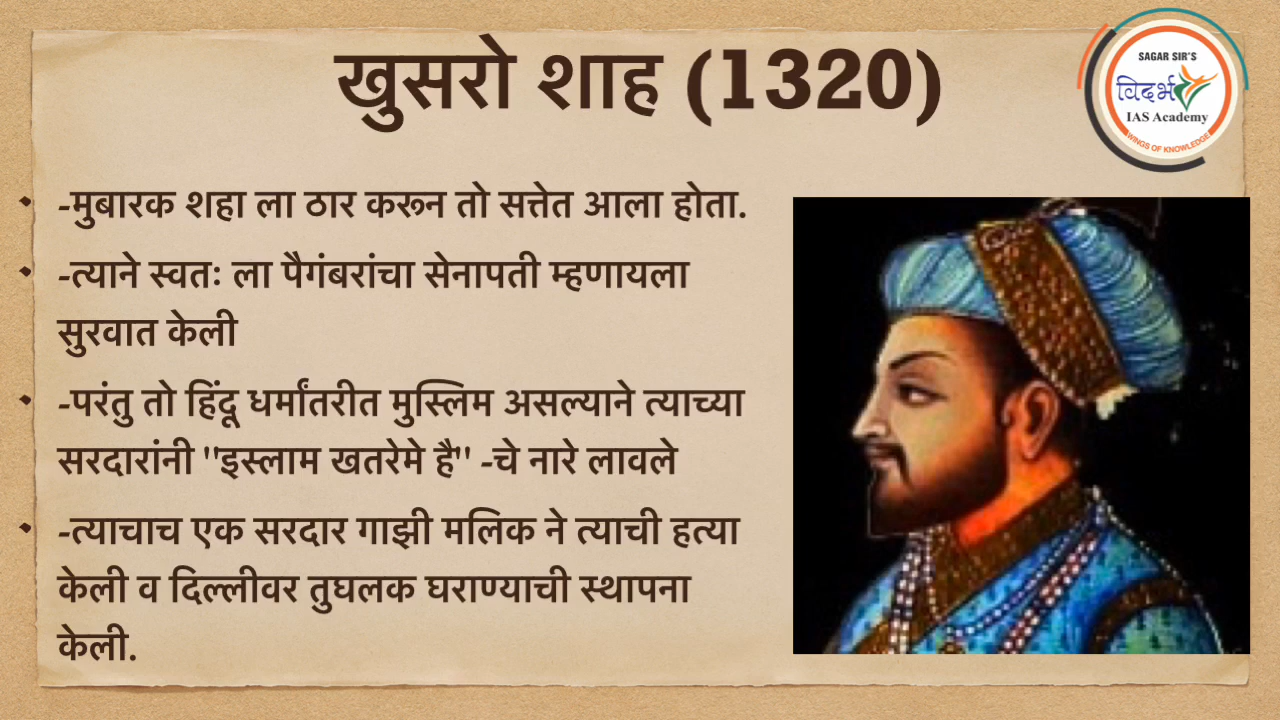 खुसरो शाह (1320)
SAGAR SIR'S
विदर्भ
IAS Academy
WINGS OF KNOWLEDGE
-मुबारक शहा ला ठार करून तो सत्तेत आला होता.
-त्याने स्वतः ला पैगंबरांचा सेनापती म्हणायला
सुरवात केली
-परंतु तो हिंदू धर्मांतरीत मुस्लिम असल्याने त्याच्या
सरदारांनी "इस्लाम खतरेमे है" -चे नारे लावले
-त्याचाच एक सरदार गाझी मलिक ने त्याची हत्या
केली व दिल्लीवर तुघलक घराण्याची स्थापना
केली.